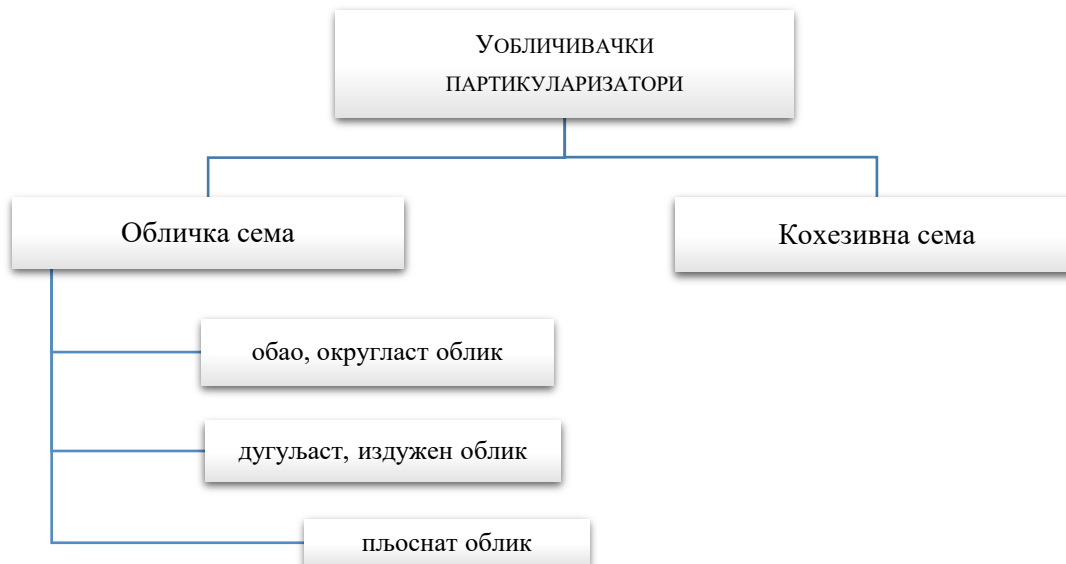 Уобличивачки
партикуларизатори
Обличка сема
Кохезивна сема
обао, округласт облик
дугуљаст, издужен облик
пљоснат облик